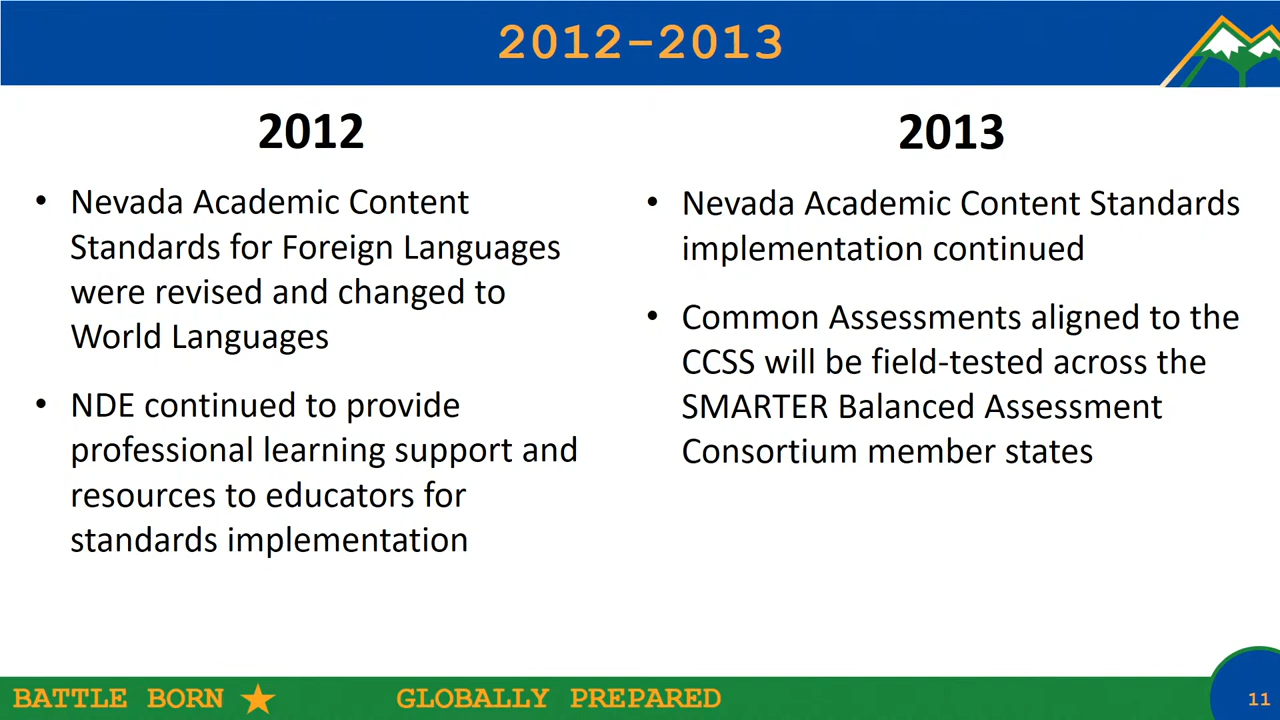 2012-2013
2012
• Nevada Academic Content
Standards for Foreign Languages
were revised and changed to
World Languages
• NDE continued to provide
professional learning support and
resources to educators for
standards implementation
2013
• Nevada Academic Content Standards
implementation continued
• Common Assessments aligned to the
CCSS will be field-tested across the
SMARTER Balanced Assessment
Consortium member states
BATTLE BORN GLOBALLY PREPARED
11